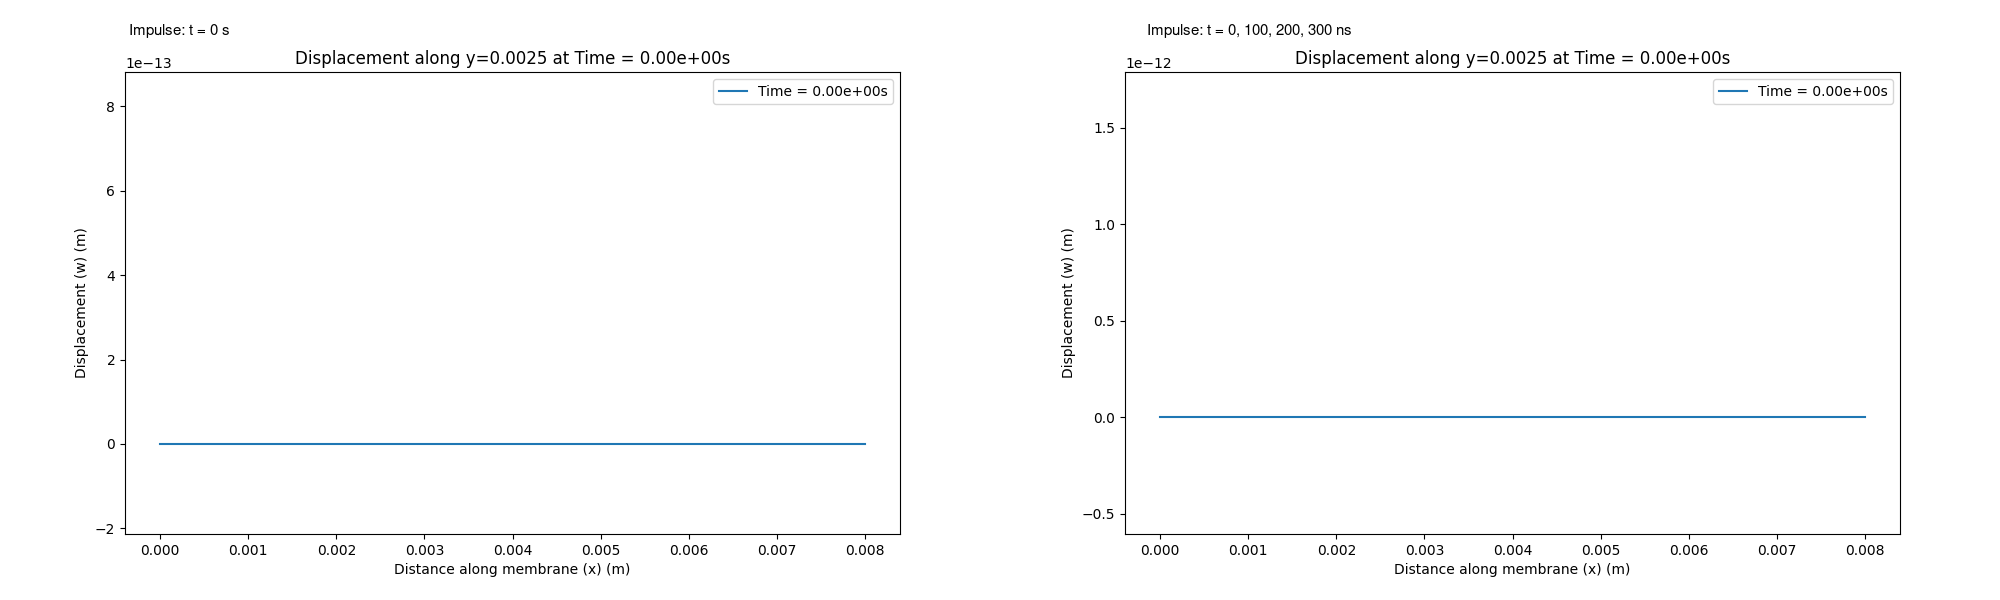 Impulse: t = 0 s
Displacement along y=0.0025 at Time = 0.00e+00s
1e−13
Time = 0.00e+00s
8
6
4
2
0
−2
Displacement (w) (m)
0.000 0.001 0.002 0.003 0.004 0.005 0.006 0.007 0.008
Distance along membrane (x) (m)
Impulse: t = 0, 100, 200, 300 ns
Displacement along y=0.0025 at Time = 0.00e+00s
1e−12
Time = 0.00e+00s
1.5
1.0
0.5
0.0
−0.5
Displacement (w) (m)
0.000 0.001 0.002 0.003 0.004 0.005 0.006 0.007 0.008
Distance along membrane (x) (m)